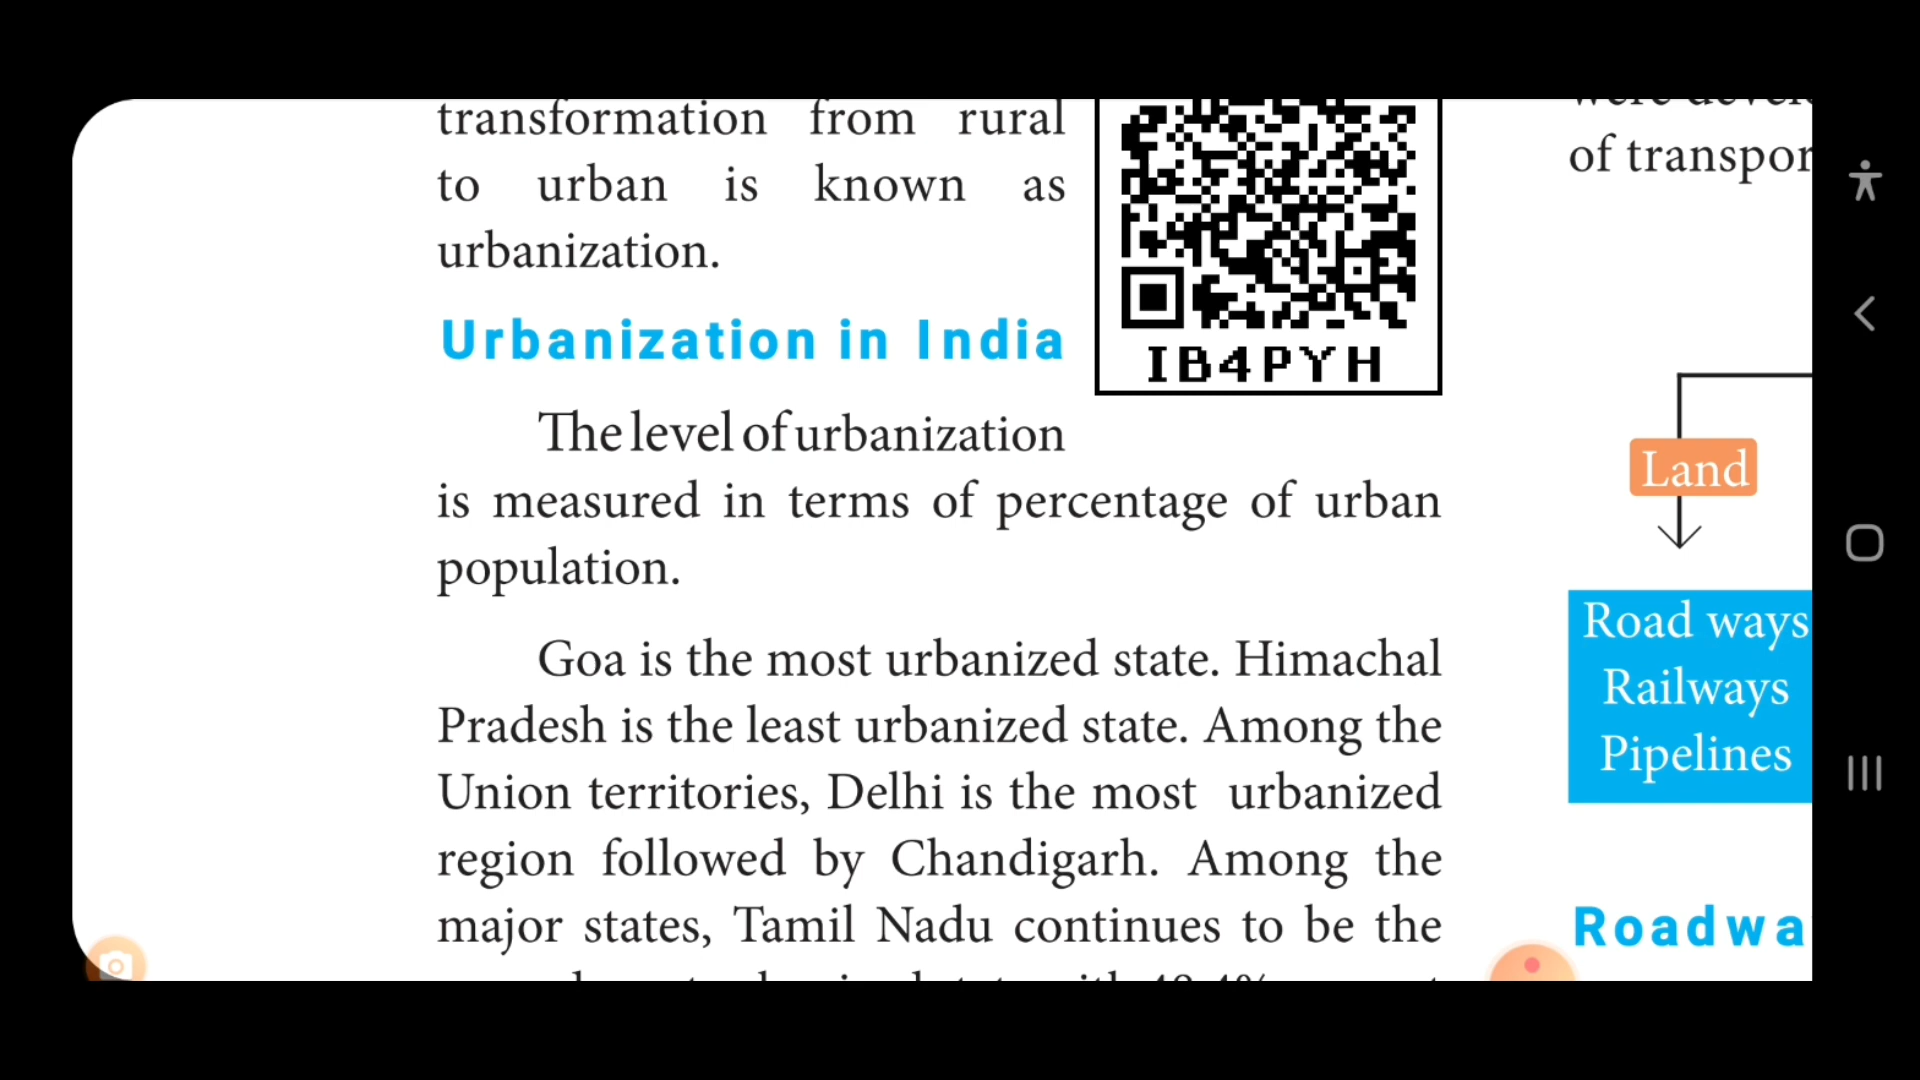 transformation from rural
to urban is known as
urbanization.
IB4PYH
Urbanization in India
The level of urbanization
is measured in terms of percentage of urban
population.
Goa is the most urbanized state. Himachal
Pradesh is the least urbanized state. Among the
Union territories, Delhi is the most urbanized
region followed by Chandigarh. Among the
major states, Tamil Nadu continues to be the
of transpor
Land
Road ways
Railways
Pipelines
Roadwa